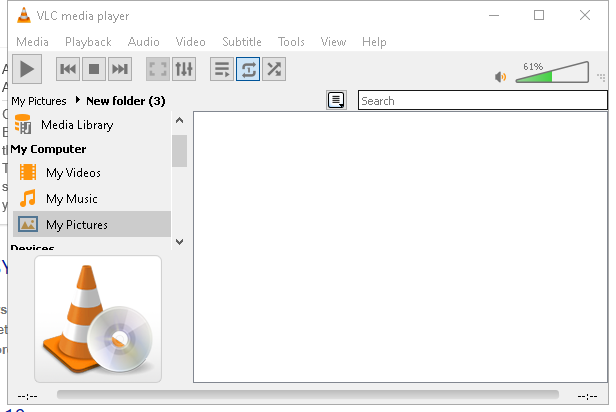 VLC media player
Media Playback Audio Video Subtitle Tools View Help
61%
My Pictures New folder (3)
Search
Media Library
My Computer
My Videos
My Music
My Pictures
Devices
--:-- --:--